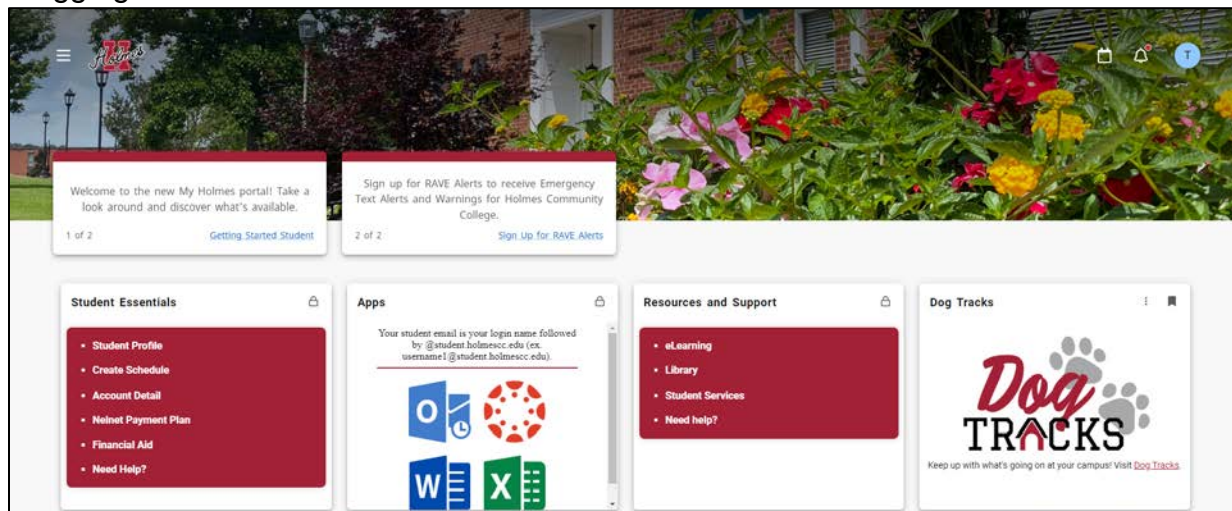 Holmes
T
Welcome to the new My Holmes portal! Take a
look around and discover what's available.
1 of 2
Getting Started Student
Sign up for RAVE Alerts to receive Emergency
Text Alerts and Warnings for Holmes Community
College.
2 of 2
Sign Up for RAVE Alerts
Student Essentials
• Student Profile
• Create Schedule
• Account Detail
• Nelnet Payment Plan
• Financial Aid
• Need Help?
Apps
Your student email is your login name followed
by @student.holmescc.edu (ex.
username1@student.holmescc.edu).
O
W
X
Resources and Support
• eLearning
• Library
• Student Services
• Need help?
Dog Tracks
Dog
TRACKS
Keep up with what's going on at your campus! Visit Dog Tracks.